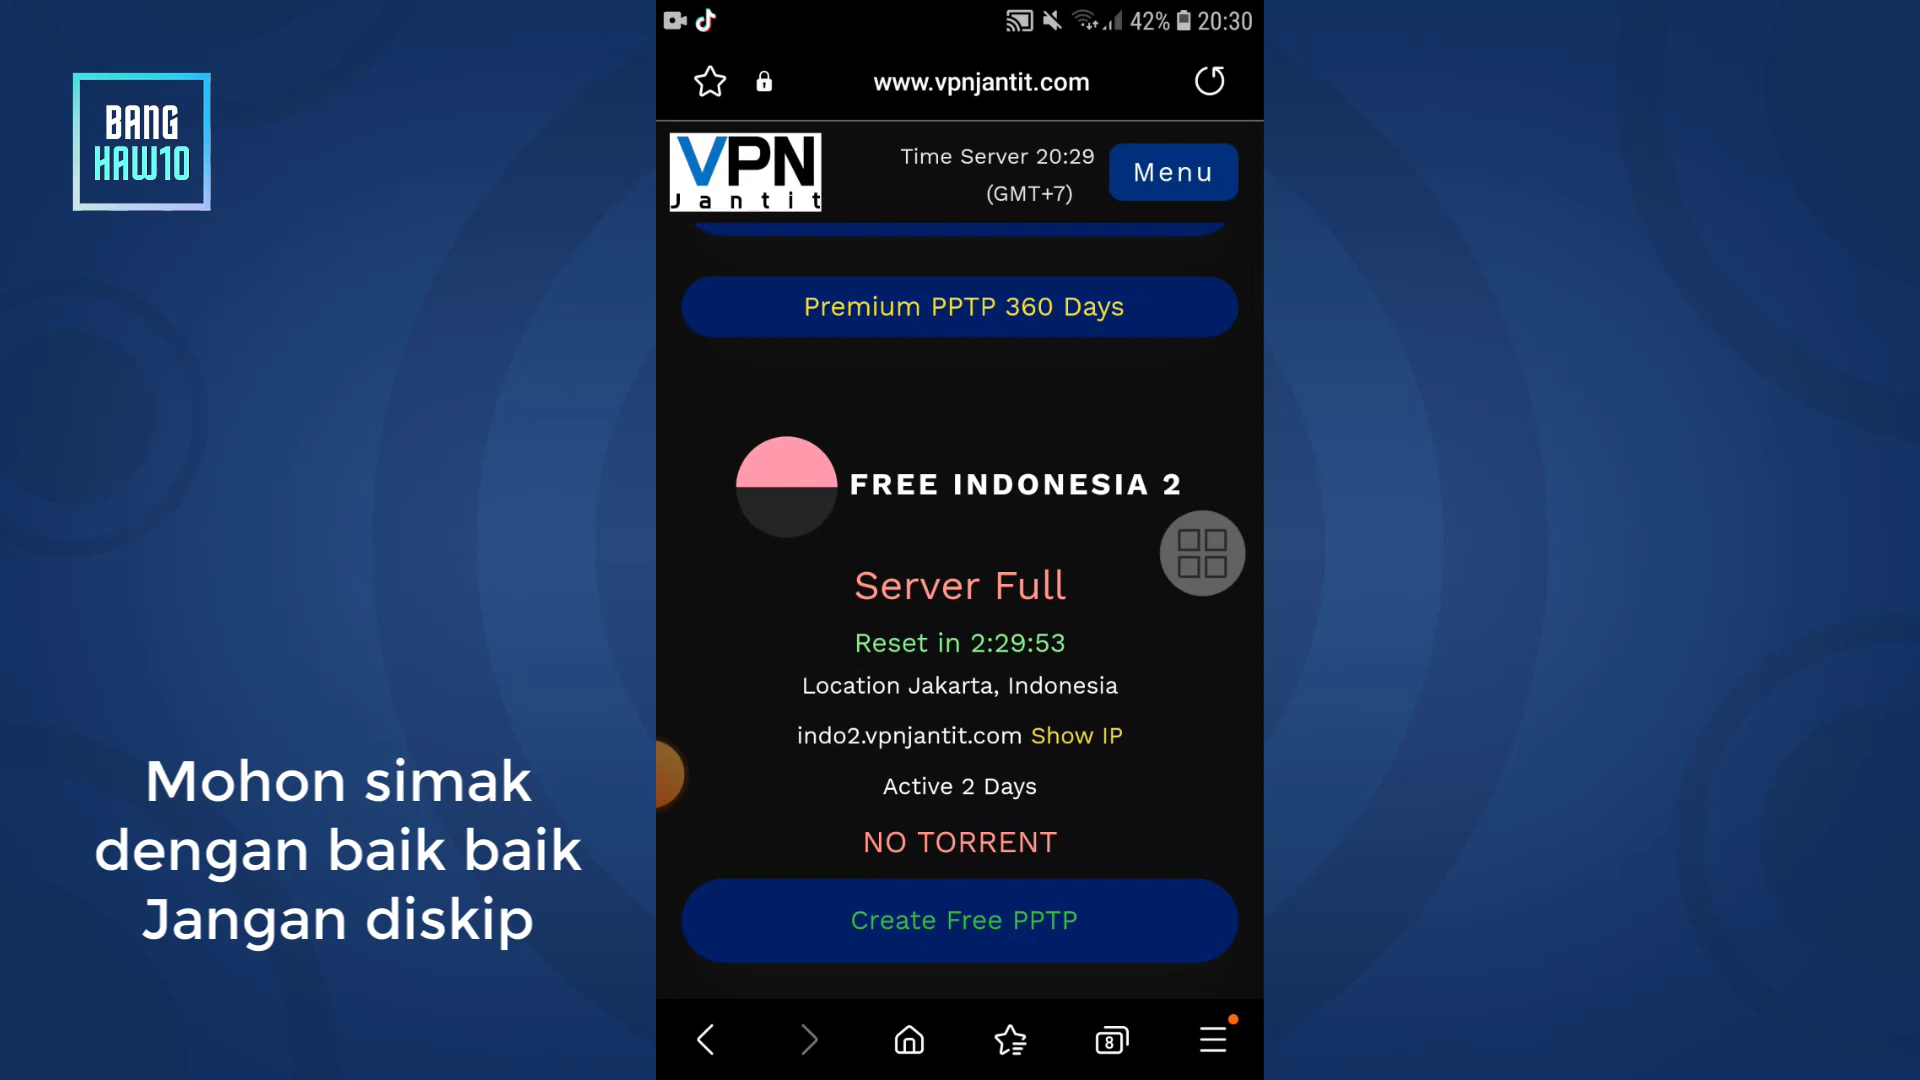 BANG
HAW10
Mohon simak
dengan baik baik
Jangan diskip
42% 20:30
www.vpnjantit.com
VPN
Jantit
Time Server 20:29
(GMT+7)
Menu
Premium PPTP 360 Days
FREE INDONESIA 2
Server Full
Reset in 2:29:53
Location Jakarta, Indonesia
indo2.vpnjantit.com Show IP
Active 2 Days
NO TORRENT
Create Free PPTP
8